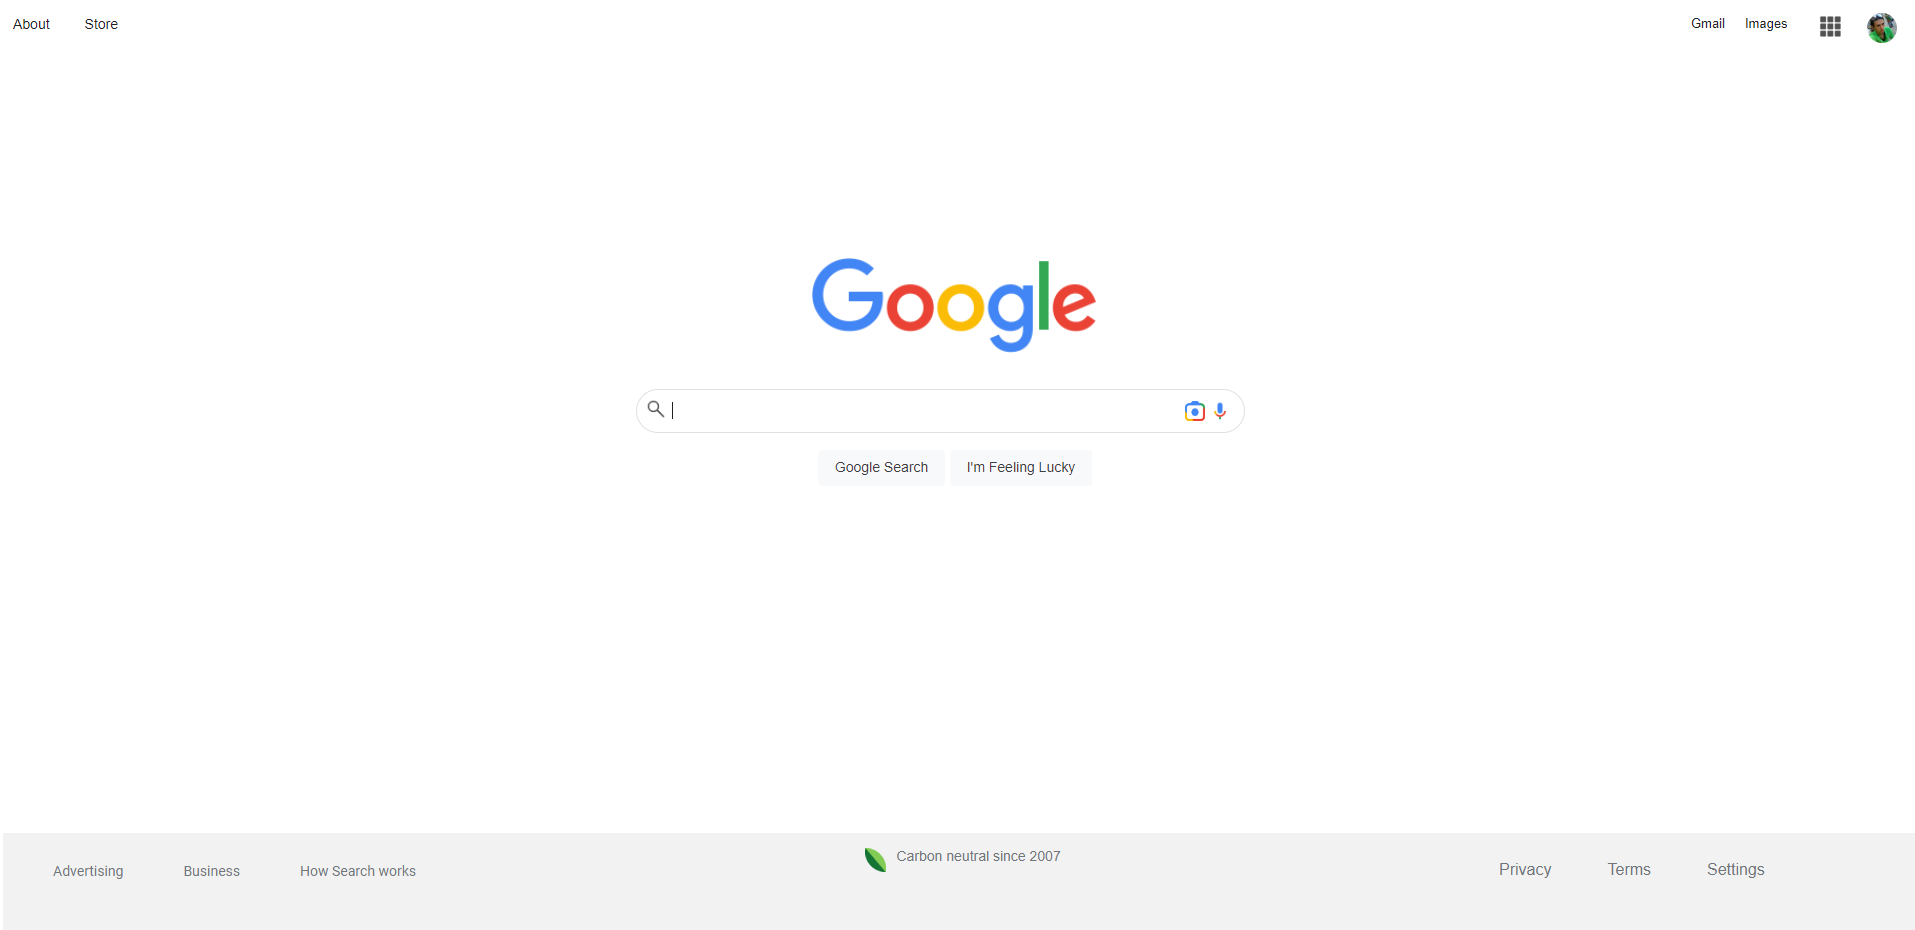 About Store Gmail Images
Google
Google Search I'm Feeling Lucky
Carbon neutral since 2007
Advertising Business How Search works Privacy Terms Settings